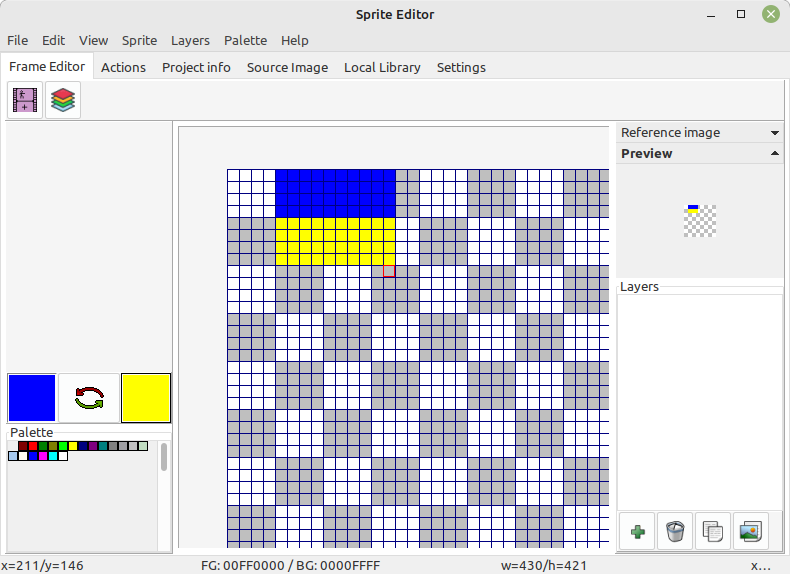 Sprite Editor
File Edit View Sprite Layers Palette Help
Frame Editor Actions Project info Source Image Local Library Settings
Reference image
Preview
Layers
Palette
x=211/y=146 FG: 00FF0000 / BG: 0000FFFF w=430/h=421 x...